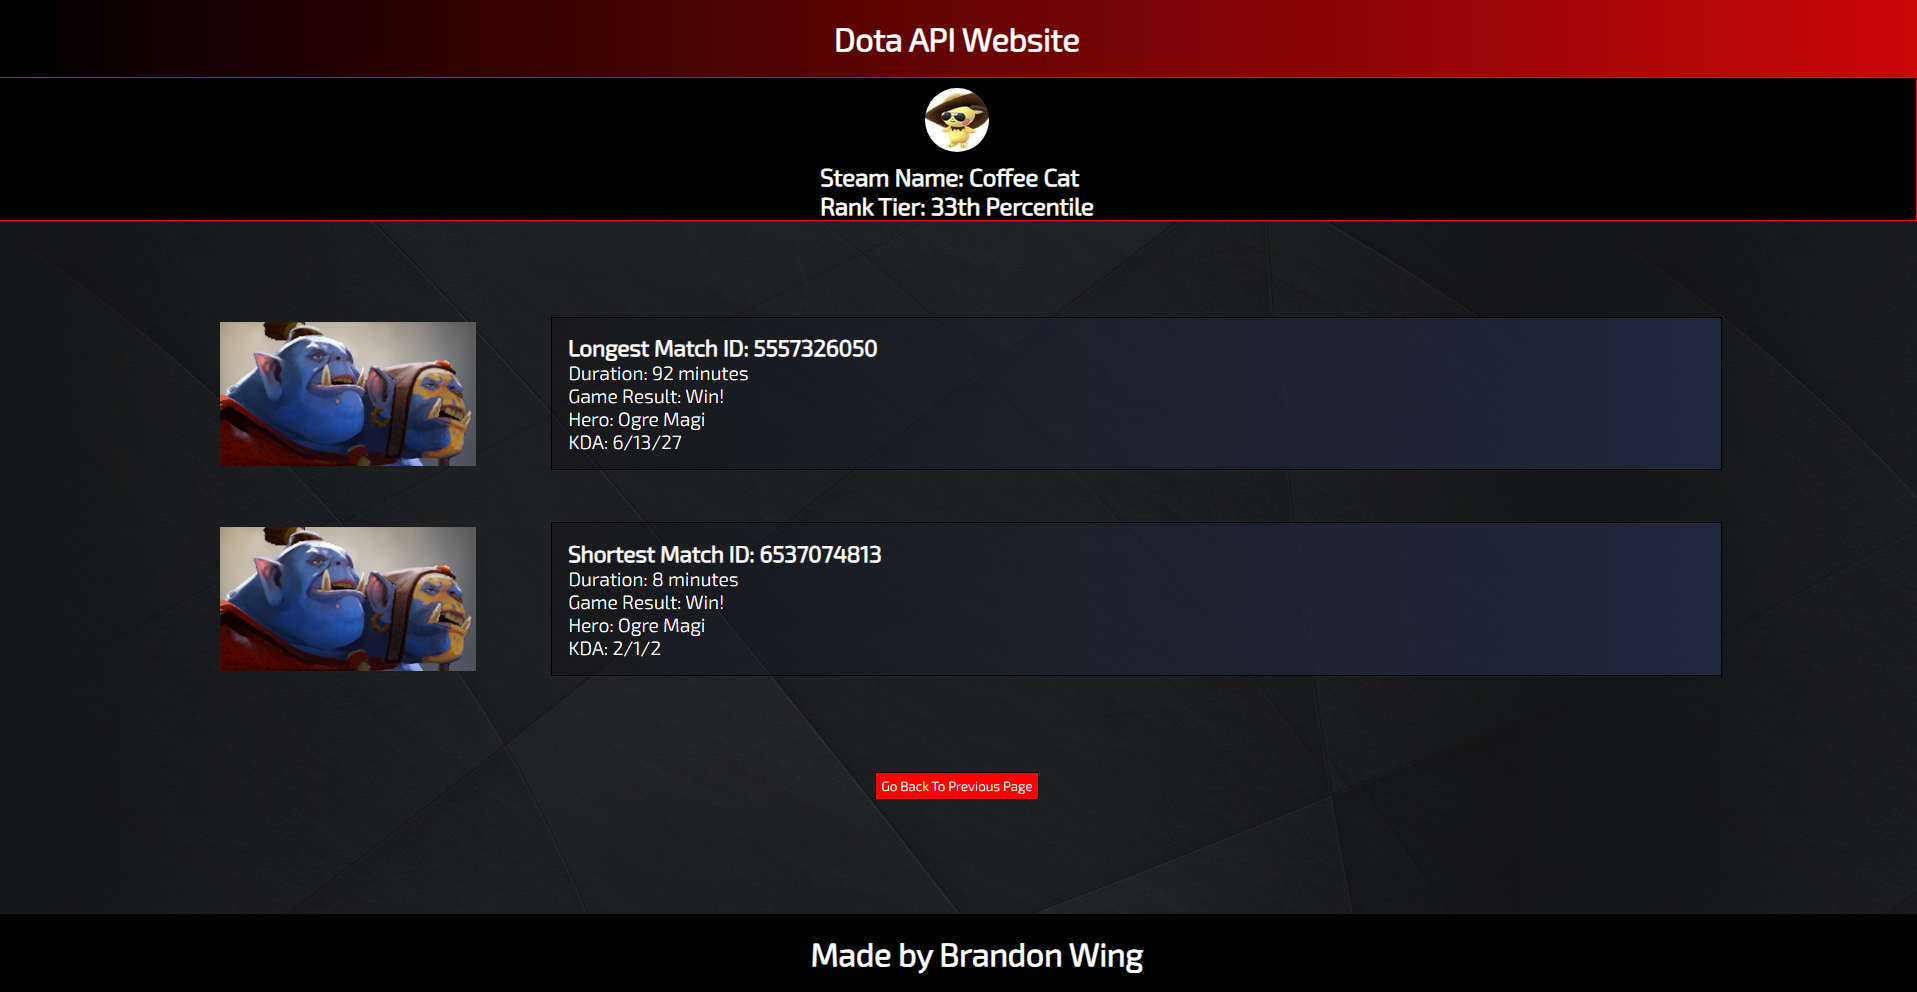 Dota API Website
Steam Name: Coffee Cat
Rank Tier: 33th Percentile
Longest Match ID: 5557326050
Duration: 92 minutes
Game Result: Win!
Hero: Ogre Magi
KDA: 6/13/27
Shortest Match ID: 6537074813
Duration: 8 minutes
Game Result: Win!
Hero: Ogre Magi
KDA: 2/1/2
Go Back To Previous Page
Made by Brandon Wing